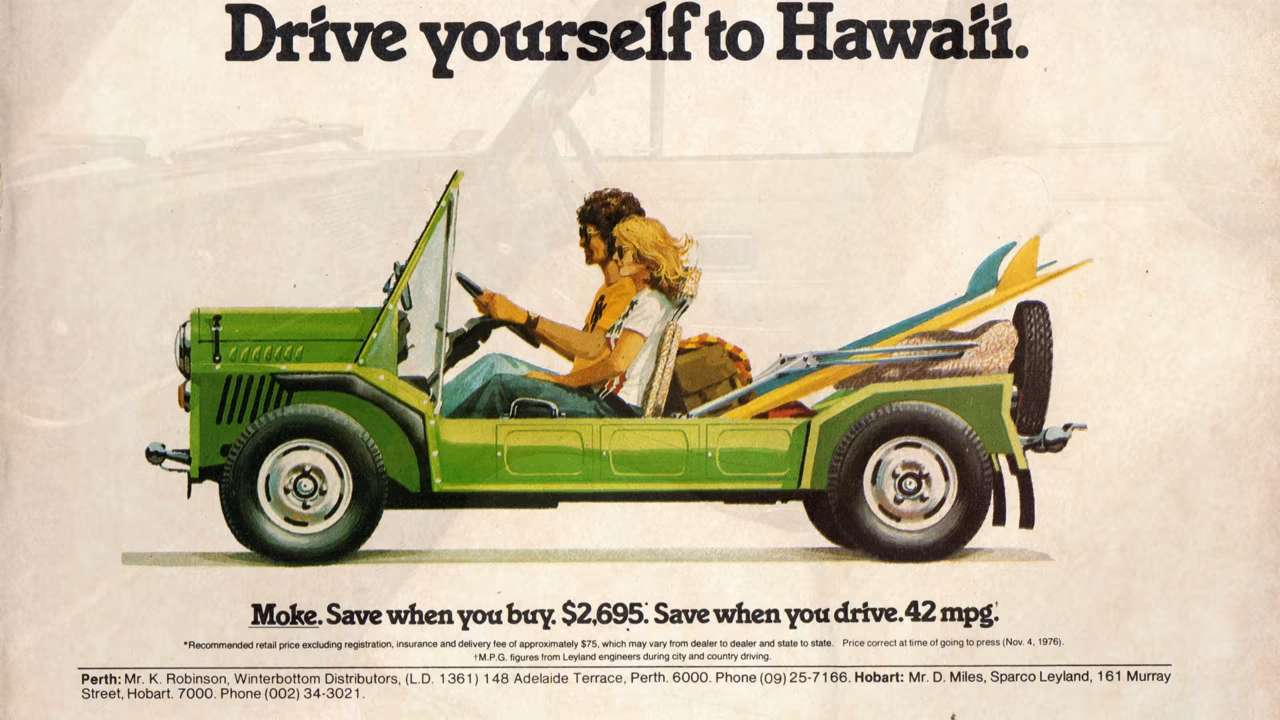 Drive yourself to Hawaii.
Moke. Save when you buy. $2,695.* Save when you drive. 42 mpg.†
*Recommended retail price excluding registration, insurance and delivery fee of approximately $75, which may vary from dealer to dealer and state to state. Price correct at time of going to press (Nov. 4, 1976).
†M.P.G. figures from Leyland engineers during city and country driving.
Perth: Mr. K. Robinson, Winterbottom Distributors, (L.D. 1361) 148 Adelaide Terrace, Perth. 6000. Phone (09) 25-7166. Hobart: Mr. D. Miles, Sparco Leyland, 161 Murray
Street, Hobart. 7000. Phone (002) 34-3021.